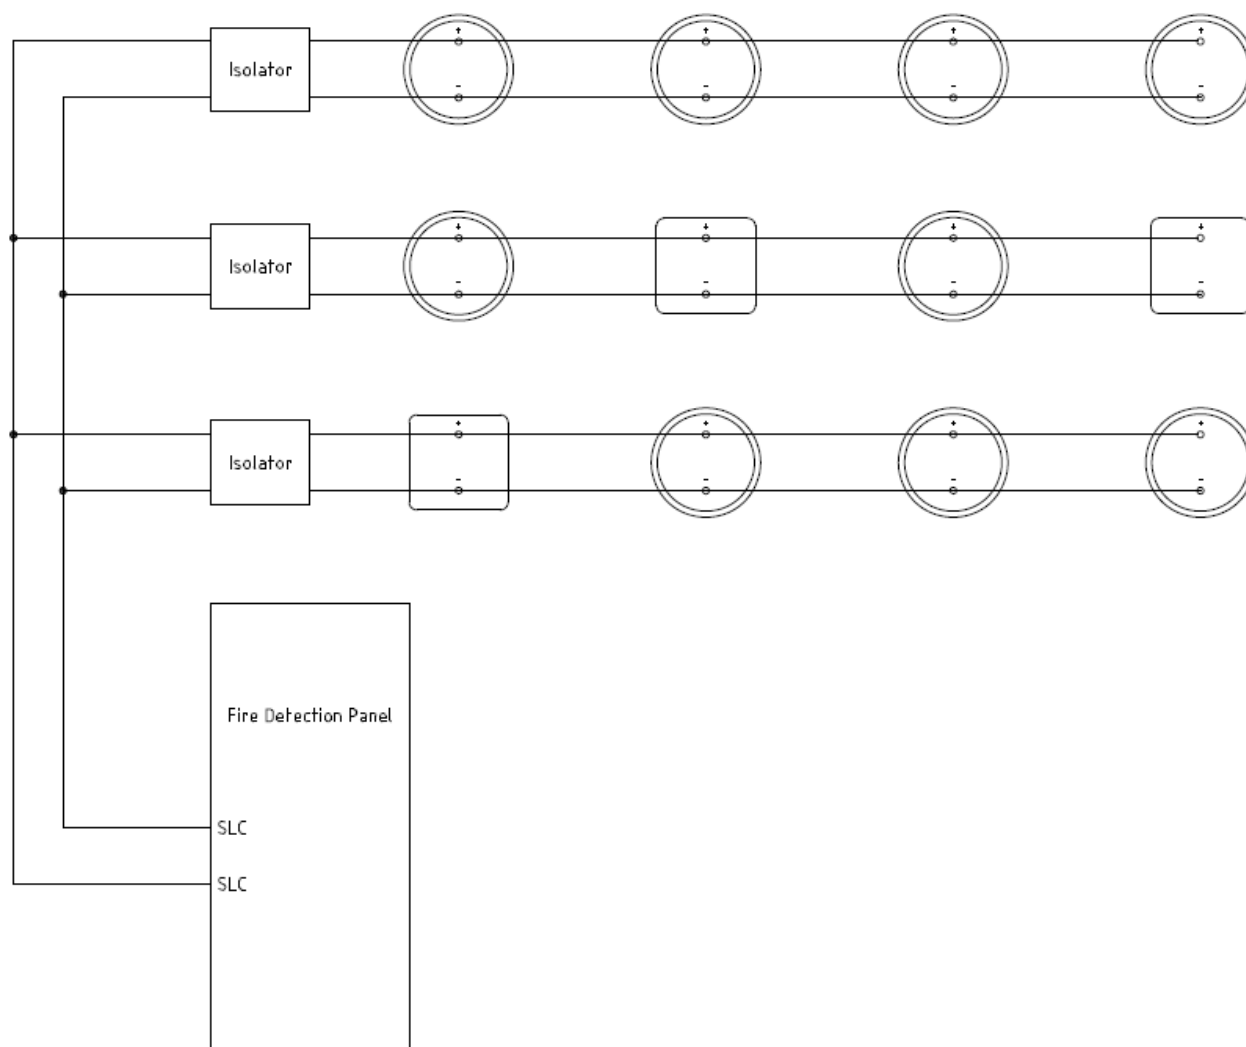 + + + +
Isolator
- - - -
+ + + +
Isolator
- - - -
+ + + +
Isolator
- - - -
Fire Detection Panel
SLC
SLC